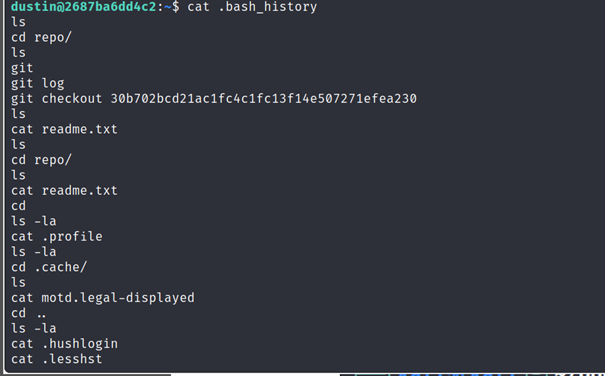 dustin@2687ba6dd4c2:~$ cat .bash_history
ls
cd repo/
ls
git
git log
git checkout 30b702bcd21ac1fc4c1fc13f14e507271efea230
ls
cat readme.txt
ls
cd repo/
ls
cat readme.txt
cd
ls -la
cat .profile
ls -la
cd .cache/
ls
cat motd.legal-displayed
cd ..
ls -la
cat .hushlogin
cat .lesshst